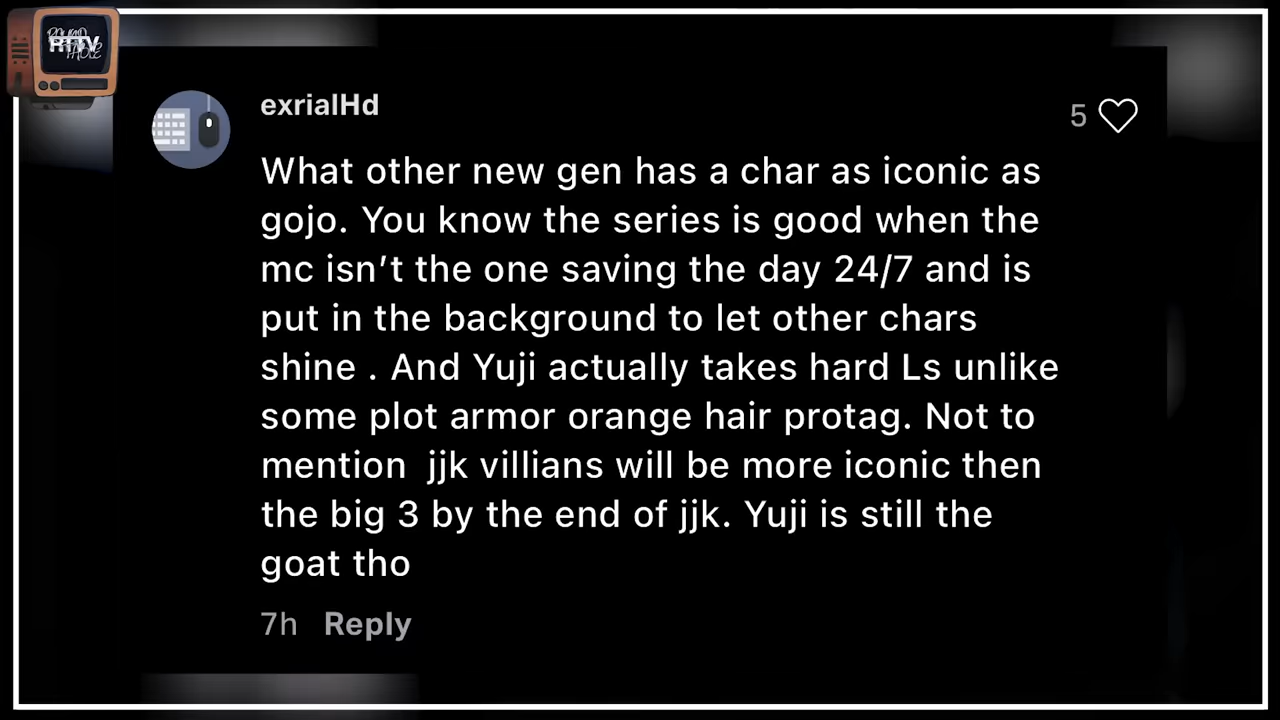 RTTV
exrialHd
5
What other new gen has a char as iconic as
gojo. You know the series is good when the
mc isn’t the one saving the day 24/7 and is
put in the background to let other chars
shine . And Yuji actually takes hard Ls unlike
some plot armor orange hair protag. Not to
mention  jjk villians will be more iconic then
the big 3 by the end of jjk. Yuji is still the
goat tho
7h Reply